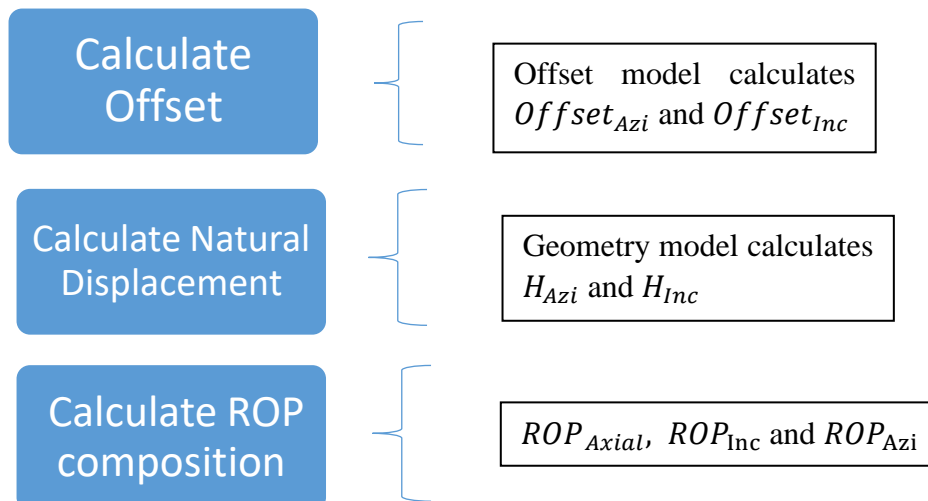 Calculate
Offset
Offset model calculates
Offset_Azi and Offset_Inc
Calculate Natural
Displacement
Geometry model calculates
H_Azi and H_Inc
Calculate ROP
composition
ROP_Axial, ROP_Inc and ROP_Azi